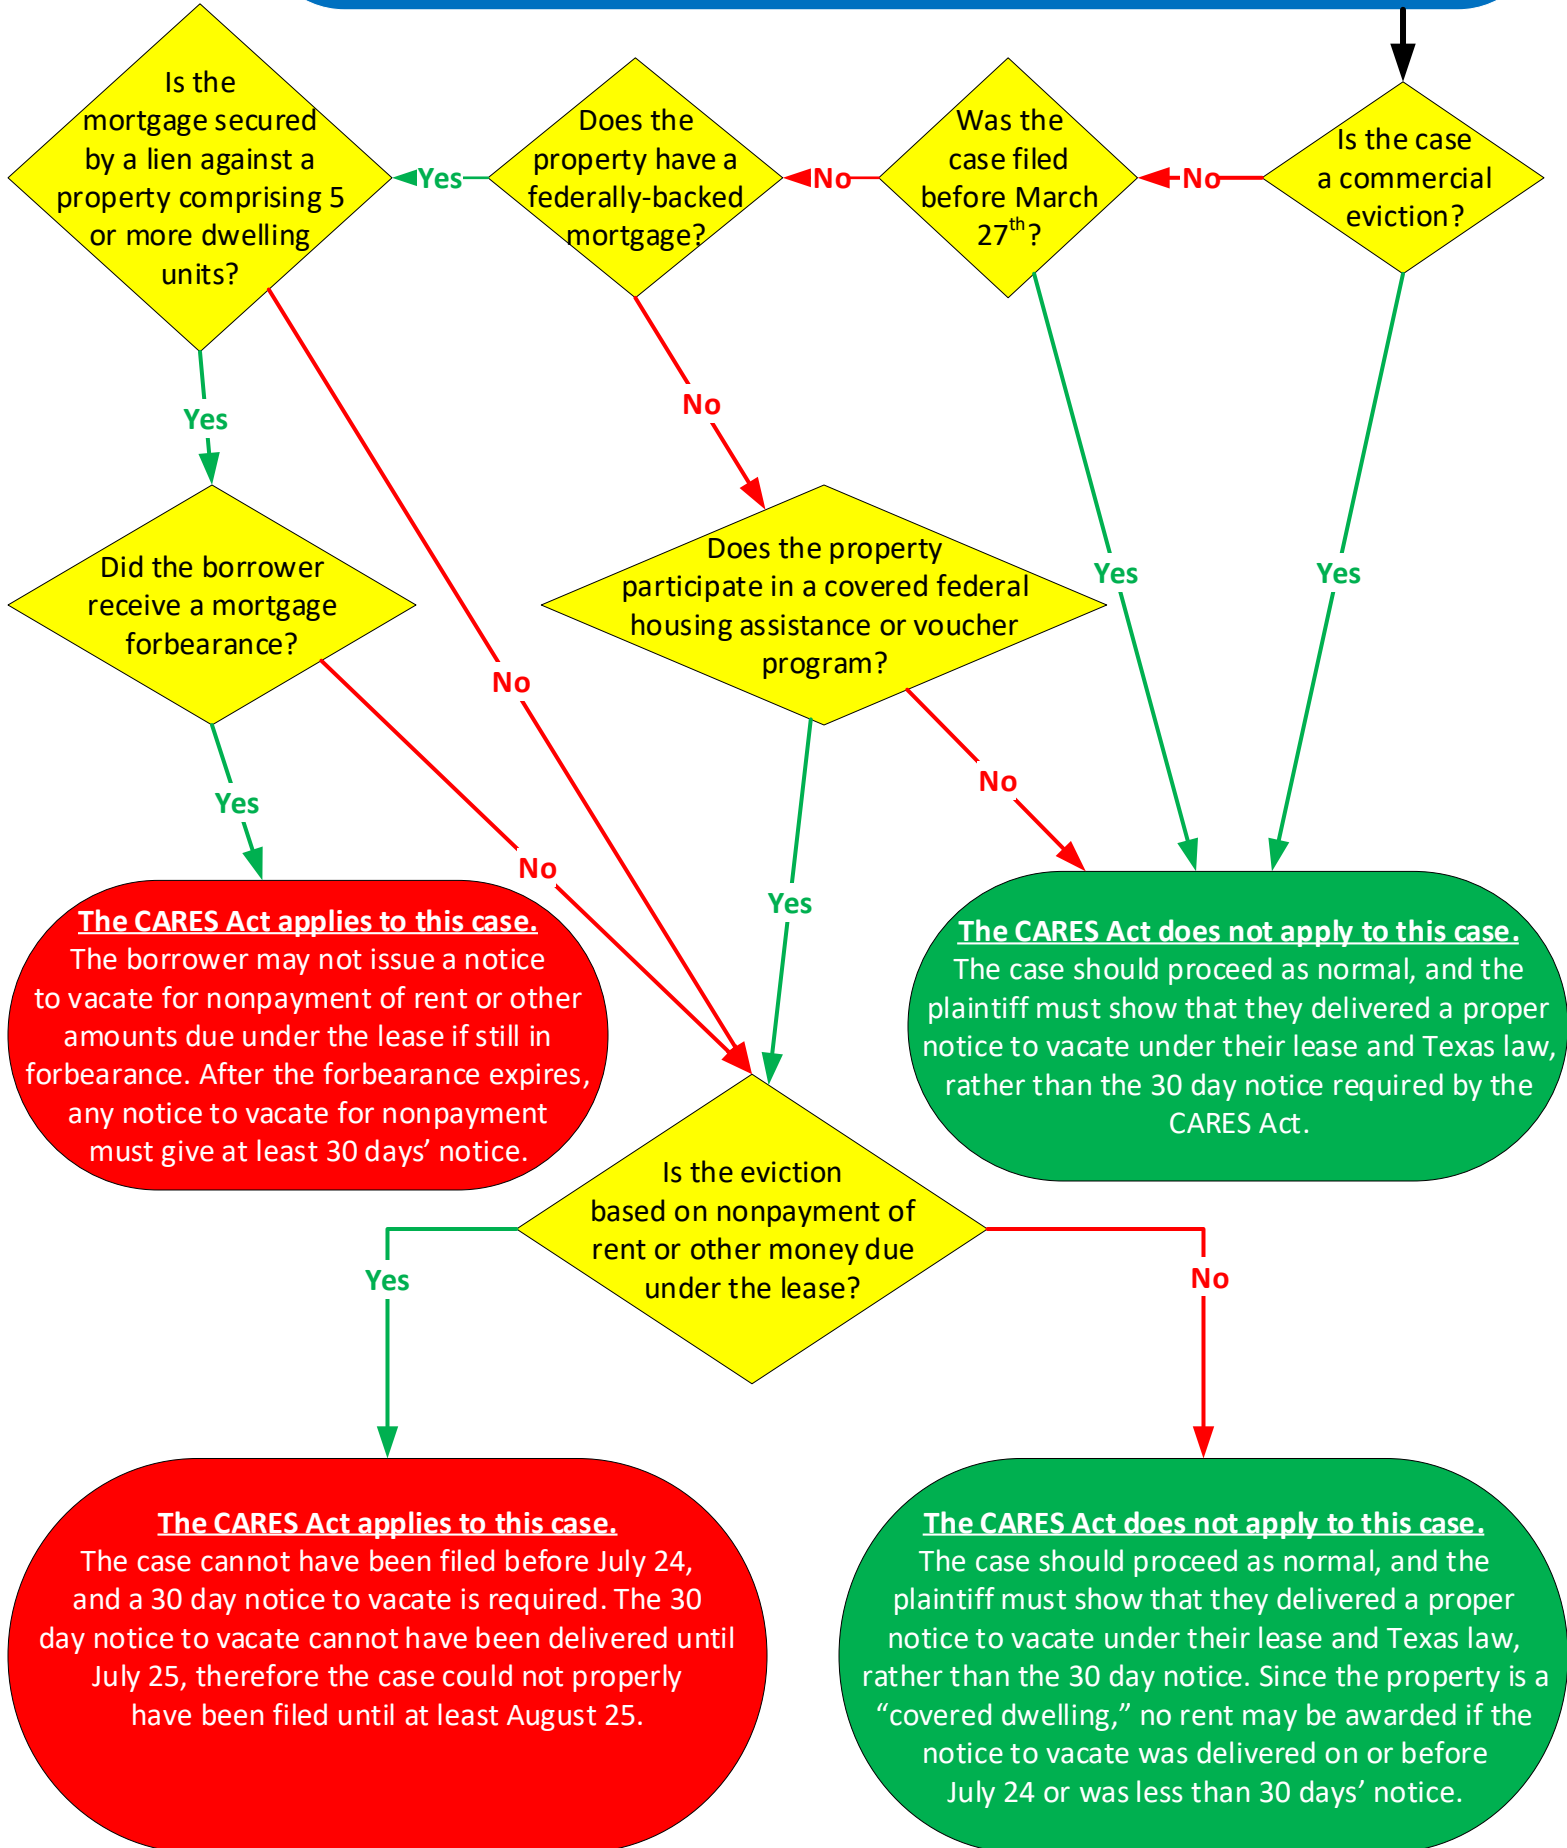 Is the
mortgage secured
by a lien against a
property comprising 5
or more dwelling
units?
Yes
Does the
property have a
federally-backed
mortgage?
No
Was the
case filed
before March
27th?
No
Is the case
a commercial
eviction?
Yes
No
No
Yes
Yes
Did the borrower
receive a mortgage
forbearance?
Does the property
participate in a covered federal
housing assistance or voucher
program?
Yes
No
Yes
No
No
The CARES Act applies to this case.
The borrower may not issue a notice
to vacate for nonpayment of rent or other
amounts due under the lease if still in
forbearance. After the forbearance expires,
any notice to vacate for nonpayment
must give at least 30 days’ notice.
The CARES Act does not apply to this case.
The case should proceed as normal, and the
plaintiff must show that they delivered a proper
notice to vacate under their lease and Texas law,
rather than the 30 day notice required by the
CARES Act.
Is the eviction
based on nonpayment of
rent or other money due
under the lease?
Yes
No
The CARES Act applies to this case.
The case cannot have been filed before July 24,
and a 30 day notice to vacate is required. The 30
day notice to vacate cannot have been delivered until
July 25, therefore the case could not properly
have been filed until at least August 25.
The CARES Act does not apply to this case.
The case should proceed as normal, and the
plaintiff must show that they delivered a proper
notice to vacate under their lease and Texas law,
rather than the 30 day notice. Since the property is a
“covered dwelling,” no rent may be awarded if the
notice to vacate was delivered on or before
July 24 or was less than 30 days’ notice.